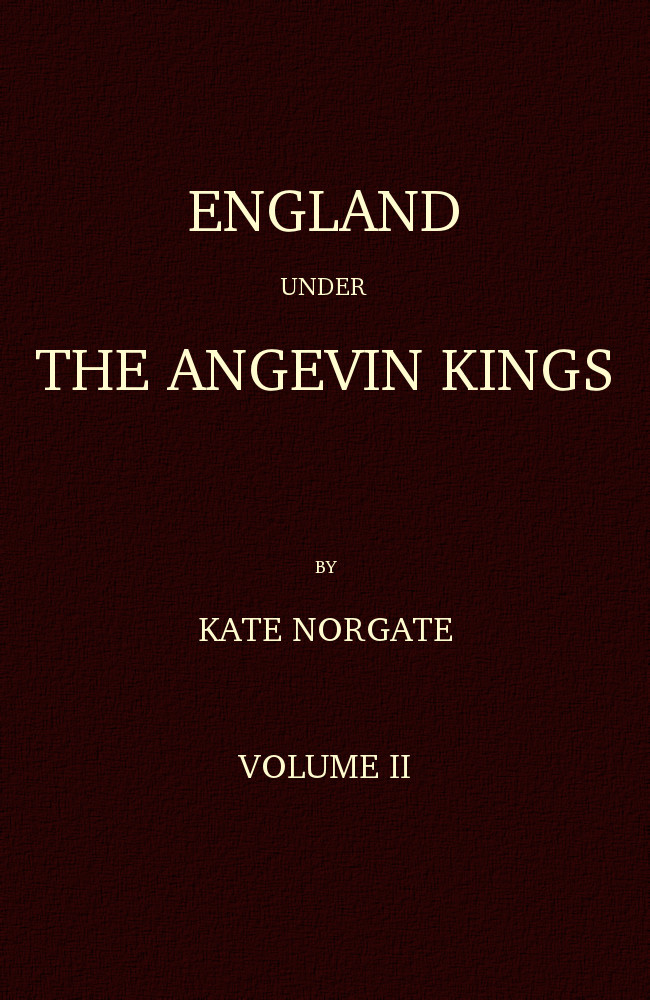 ENGLAND
UNDER
THE ANGEVIN KINGS
BY
KATE NORGATE
VOLUME II